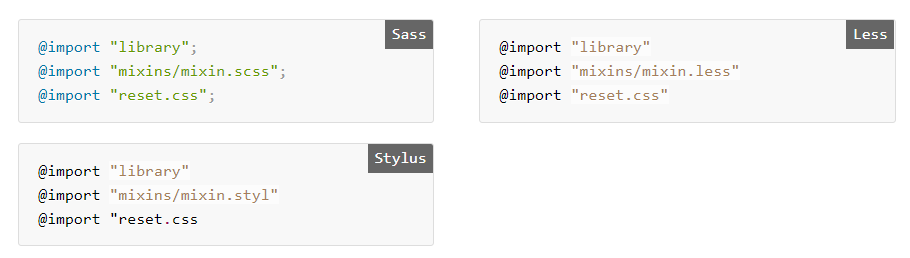 Sass
@import "library";
@import "mixins/mixin.scss";
@import "reset.css";
Less
@import "library"
@import "mixins/mixin.less"
@import "reset.css"
Stylus
@import "library"
@import "mixins/mixin.styl"
@import "reset.css